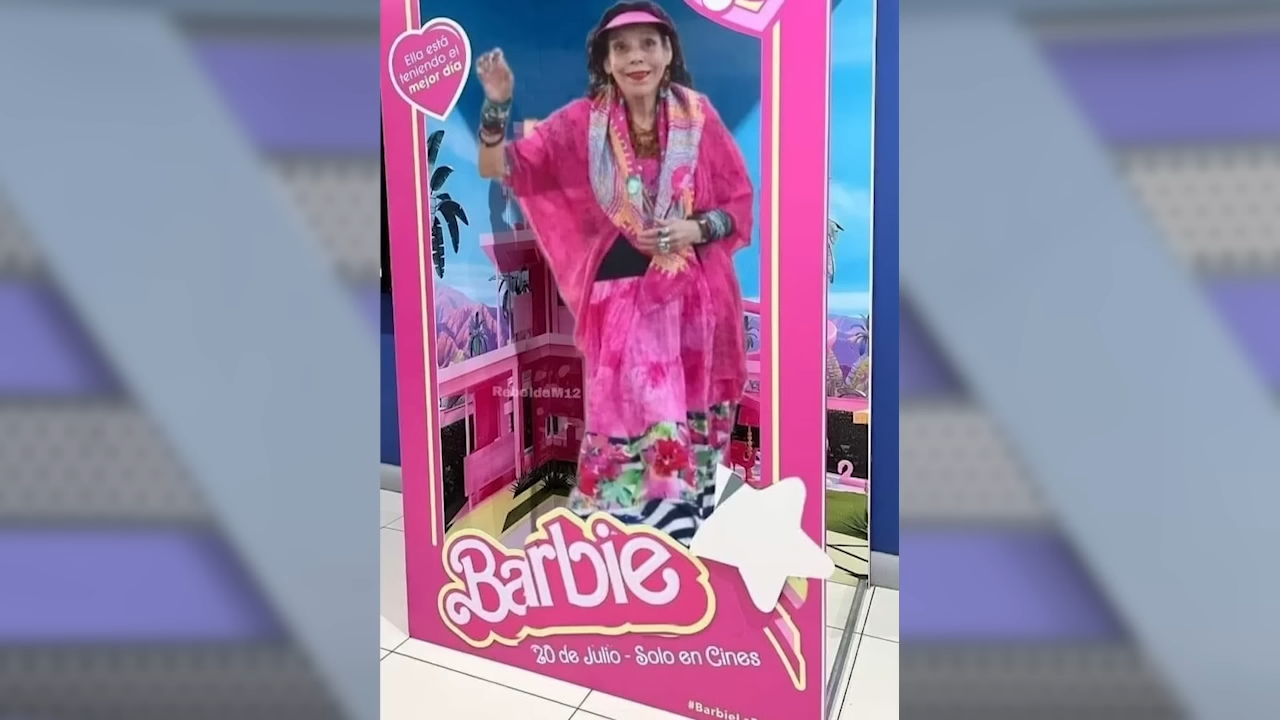 Ella está
teniendo el
mejor día
RebeldeM12
Barbie
20 de Julio - Solo en Cines
#BarbieLa